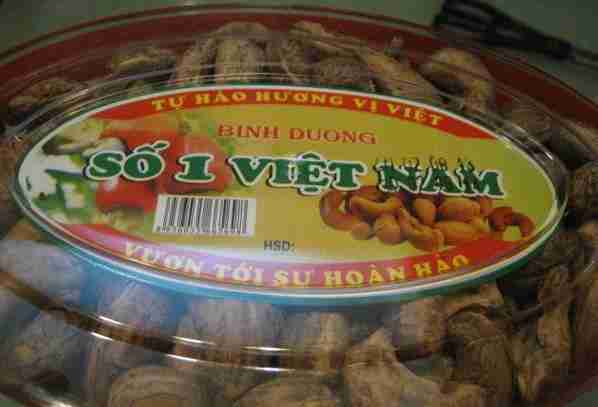 TỰ HÀO HƯƠNG VỊ VIỆT
BINH DUONG
SỐ 1 VIỆT NAM
HSD:
VƯƠN TỚI SỰ HOÀN HẢO